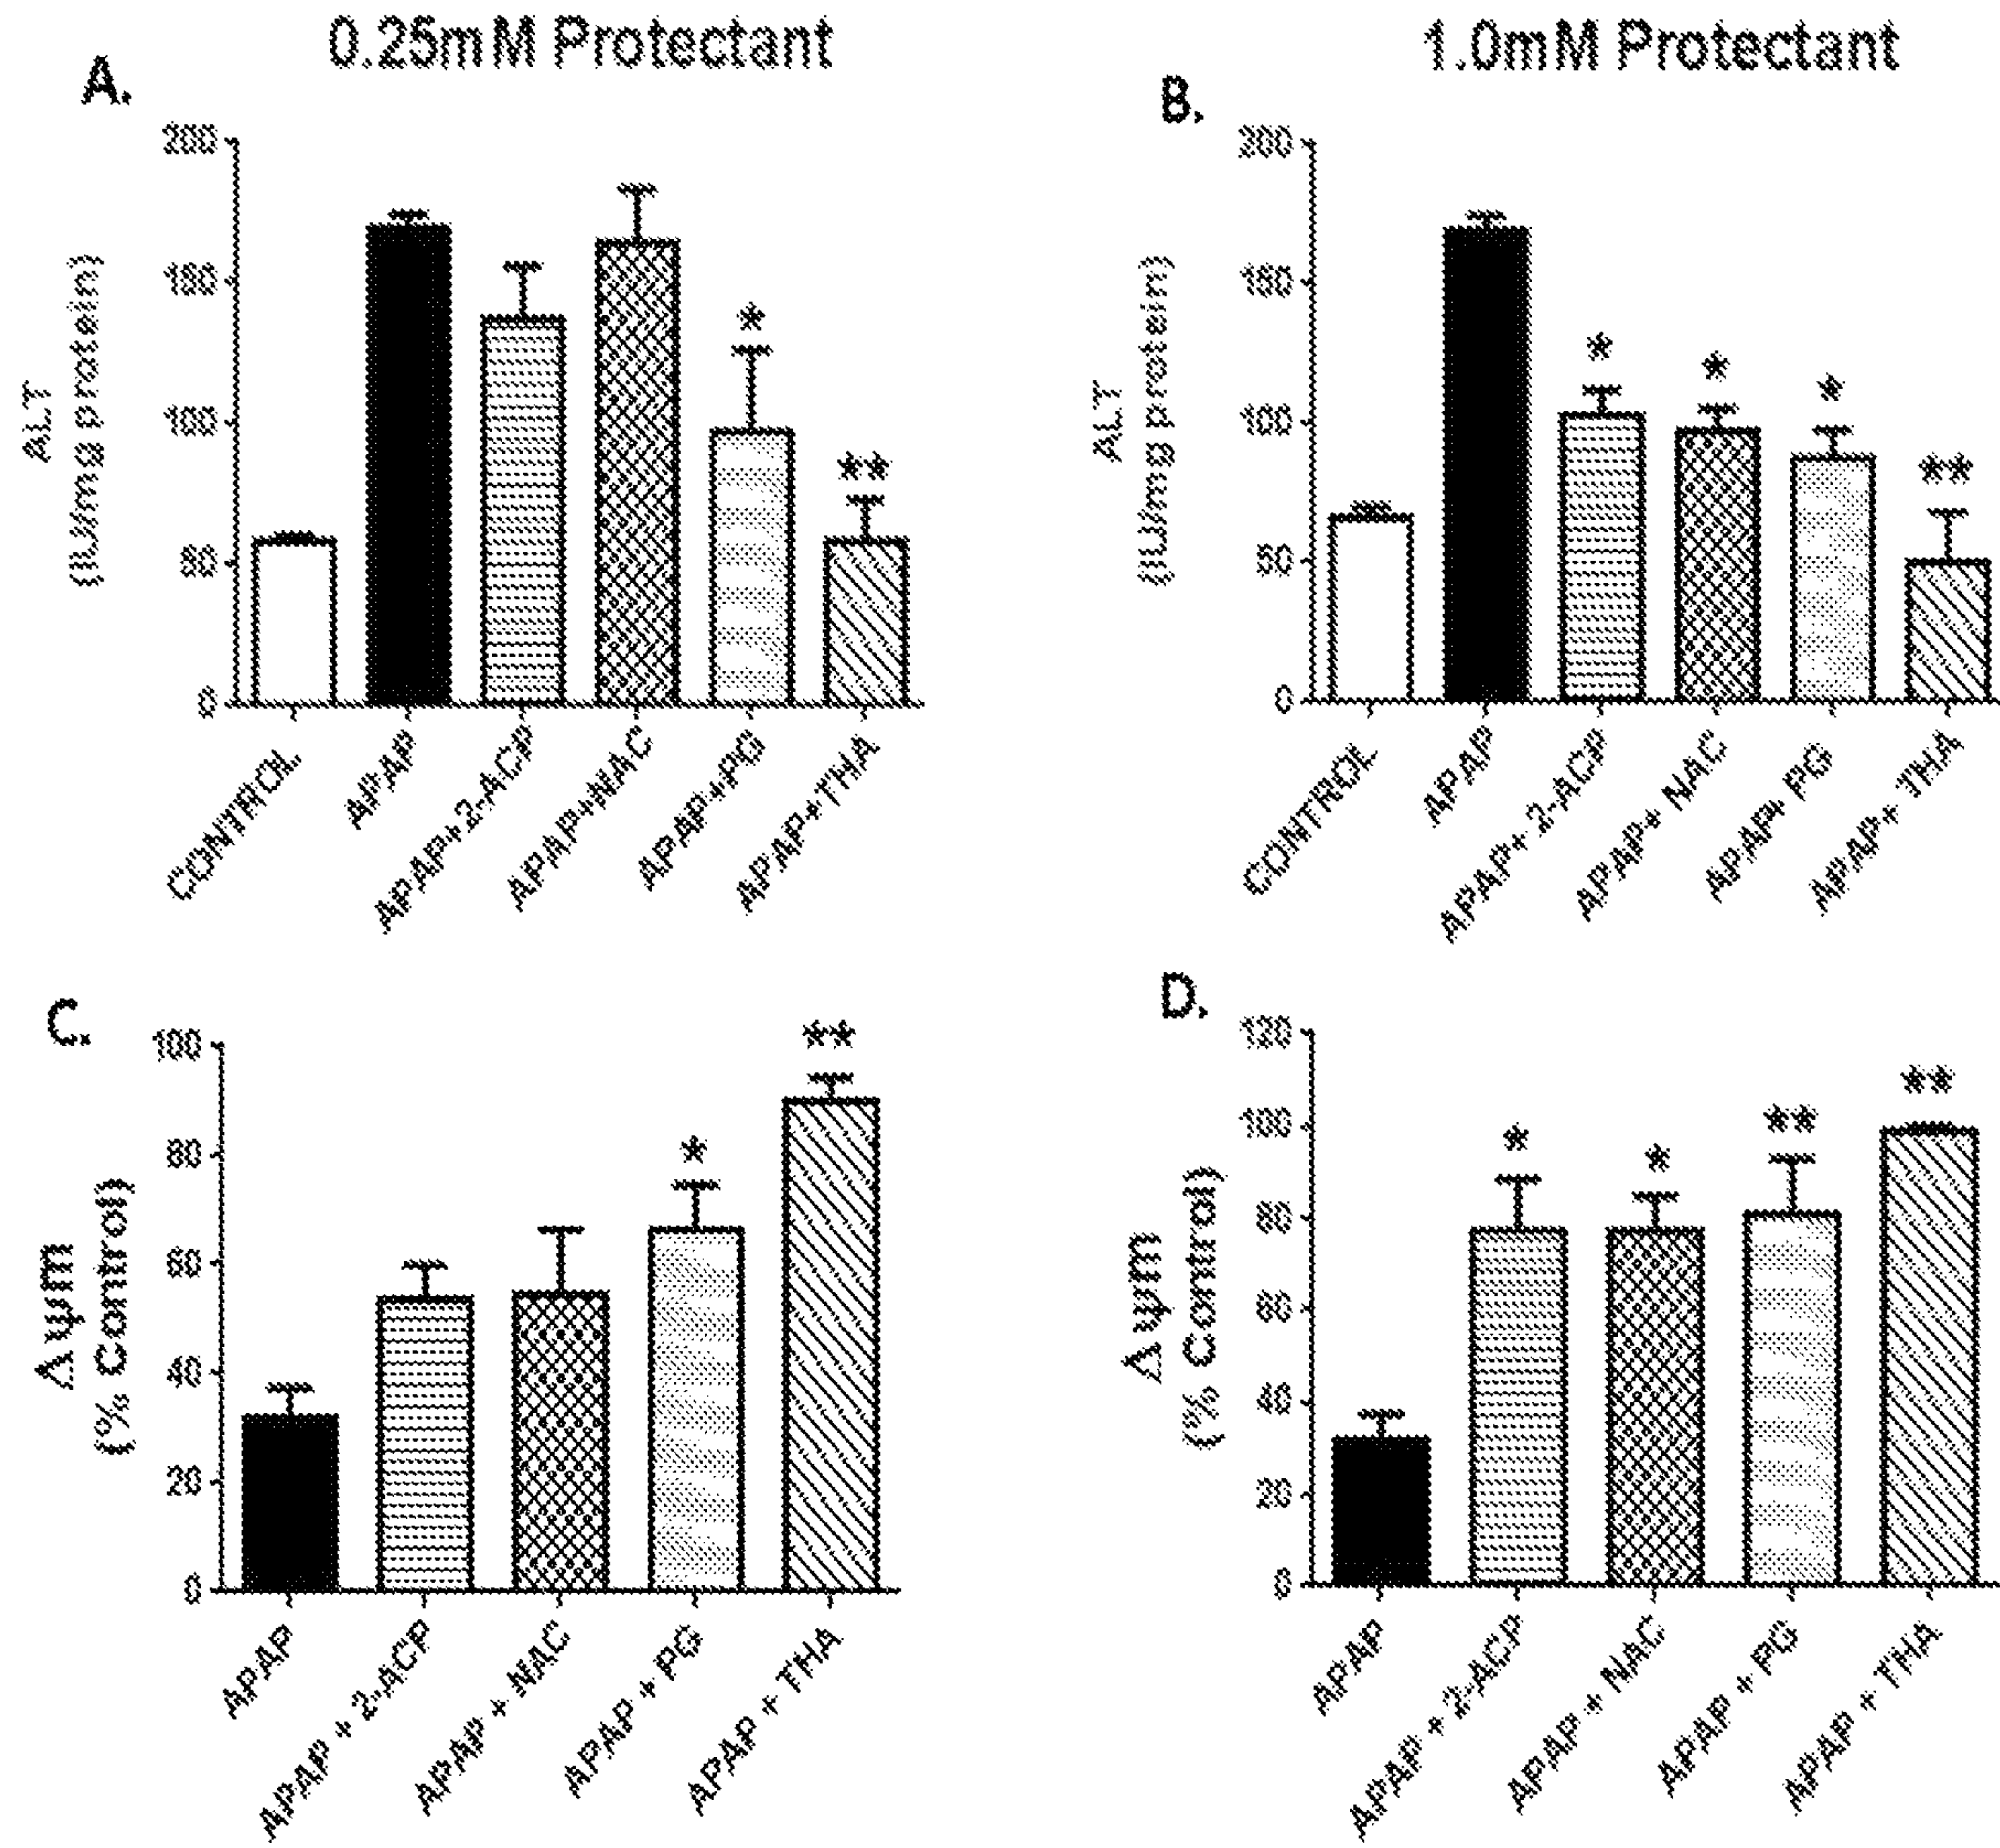 0.25mM Protectant
1.0mM Protectant
A.
ALT
(IU/mg protein)
200
150
100
50
0
**
*
CONTROL
APAP
APAP+2-ACP
APAP+NAC
APAP+PG
APAP+THA
B.
ALT
(IU/mg protein)
200
150
100
50
0
*
*
*
**
CONTROL
APAP
APAP+ 2-ACP
APAP+ NAC
APAP+ PG
APAP+ THA
C.
Δψm
(% Control)
100
80
60
40
20
0
*
**
APAP
APAP + 2-ACP
APAP + NAC
APAP + PG
APAP + THA
D.
Δψm
(% Control)
120
100
80
60
40
20
0
*
*
**
**
APAP
APAP + 2-ACP
APAP + NAC
APAP + PG
APAP + THA